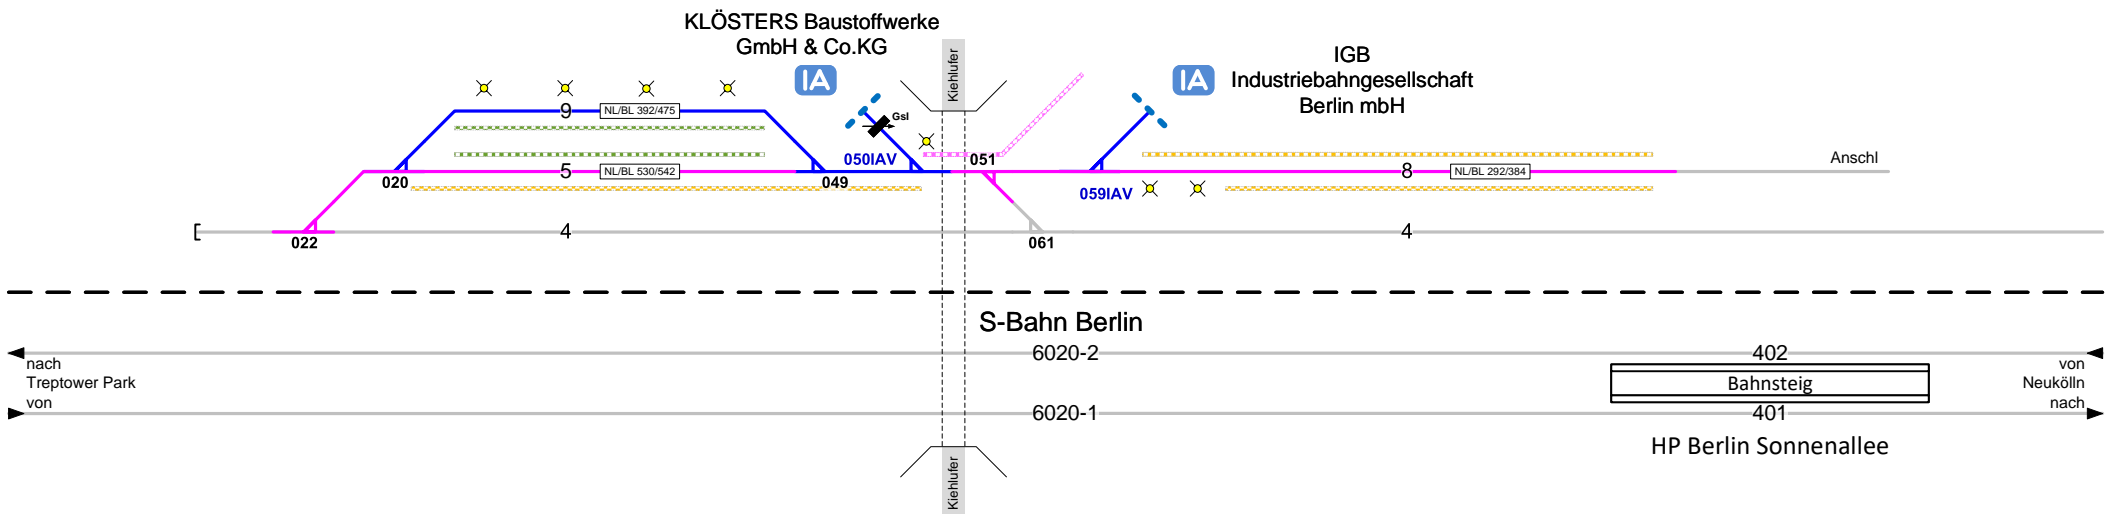 KLÖSTERS Baustoffwerke
GmbH & Co.KG
IA
Kiehlufer
IA
IGB
Industriebahngesellschaft
Berlin mbH
9
NL/BL 392/475
Gsl
050IAV
051
Anschl
020
5
NL/BL 530/542
049
059IAV
8
NL/BL 292/384
022
4
061
4
S-Bahn Berlin
6020-2
402
nach
Treptower Park
von
Bahnsteig
von
Neukölln
nach
6020-1
401
HP Berlin Sonnenallee
Kiehlufer